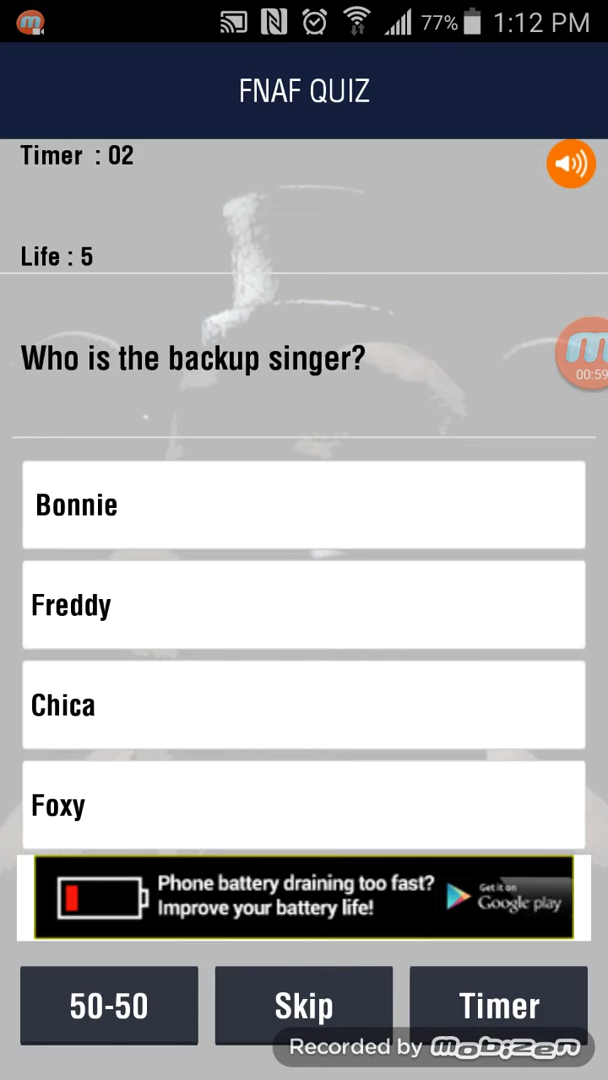 77% 1:12 PM
FNAF QUIZ
Timer : 02
Life : 5
Who is the backup singer?
00:59
Bonnie
Freddy
Chica
Foxy
Phone battery draining too fast?
Improve your battery life!
Get it on
Google play
50-50 Skip Timer
Recorded by mobizen